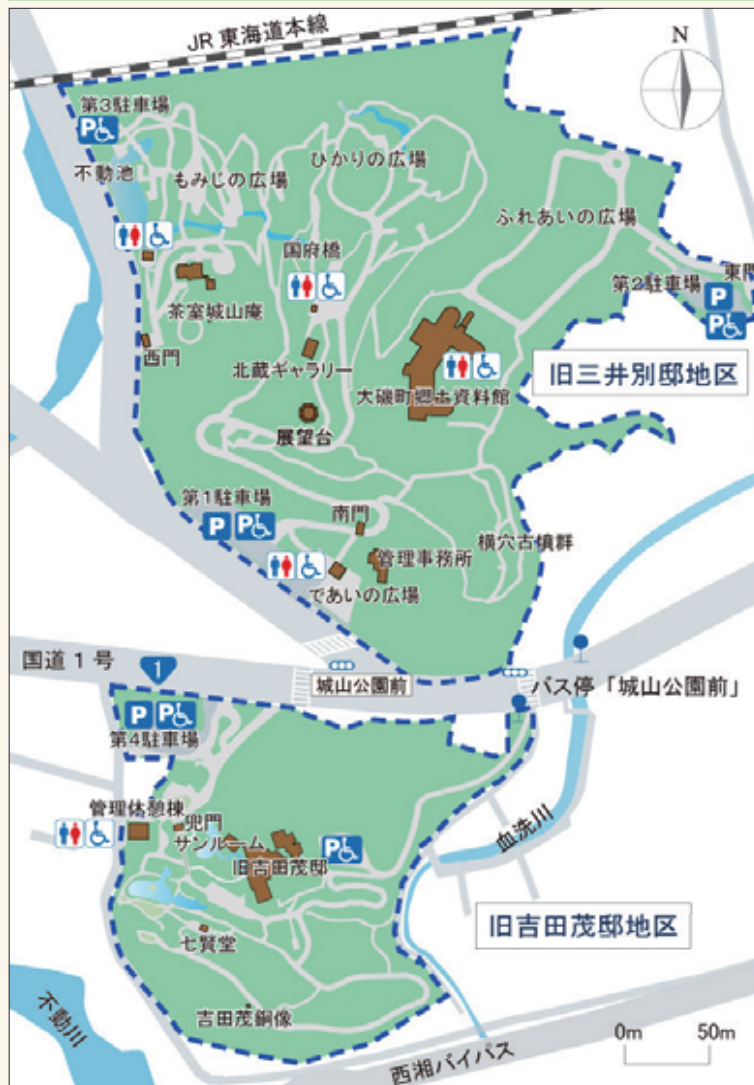 JR東海道本線
N
第3駐車場
P
不動池
もみじの広場
ひかりの広場
ふれあいの広場
国府橋
東門
第2駐車場
P
P
茶室城山庵
西門
北蔵ギャラリー
旧三井別邸地区
大磯町郷土資料館
展望台
第1駐車場
P P
南門
管理事務所
横穴古墳群
であいの広場
国道1号
1
城山公園前
バス停「城山公園前」
P P
第4駐車場
管理休憩棟
兜門
サンルーム
P
旧吉田茂邸
血洗川
旧吉田茂邸地区
七賢堂
吉田茂銅像
不動川
0m 50m
西湘バイパス